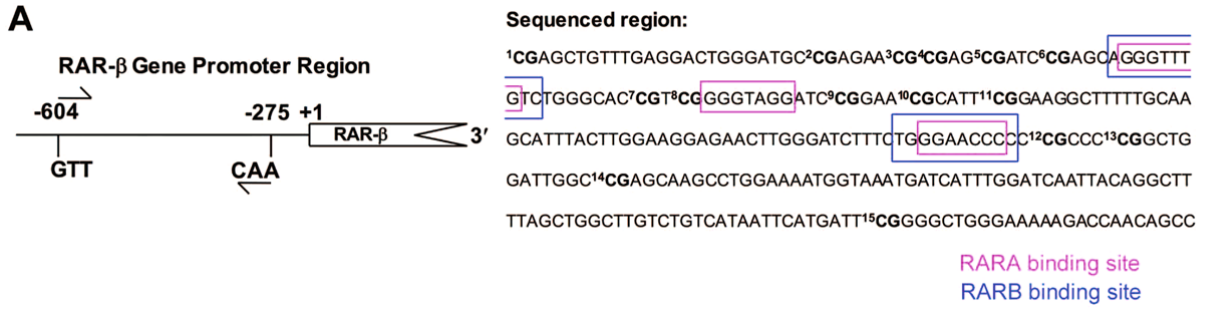 A
Sequenced region:
¹CGAGCTGTTTGAGGACTGGGATGC²CGAGAA³CG⁴CGAG⁵CGATC⁶CGAGCAGGGTTT
GTCTGGGCAC⁷CGT⁸CGGGGTAGGATC⁹CGGAA¹⁰CGCATT¹¹CGGAAGGCTTTTTGCAA
GCATTTACTTGGAAGGAGAACTTGGGATCTTTCTGGGAACCCCC¹²CGCCC¹³CGGCTG
GATTGGC¹⁴CGAGCAAGCCTGGAAAATGGTAAATGATCATTTGGATCAATTACAGGCTT
TTAGCTGGCTTGTCTGTCATAATTCATGATT¹⁵CGGGGCTGGGAAAAAGACCAACAGCC
RARA binding site
RARB binding site
RAR-β Gene Promoter Region
-604
-275 +1
RAR-β
3′
GTT
CAA